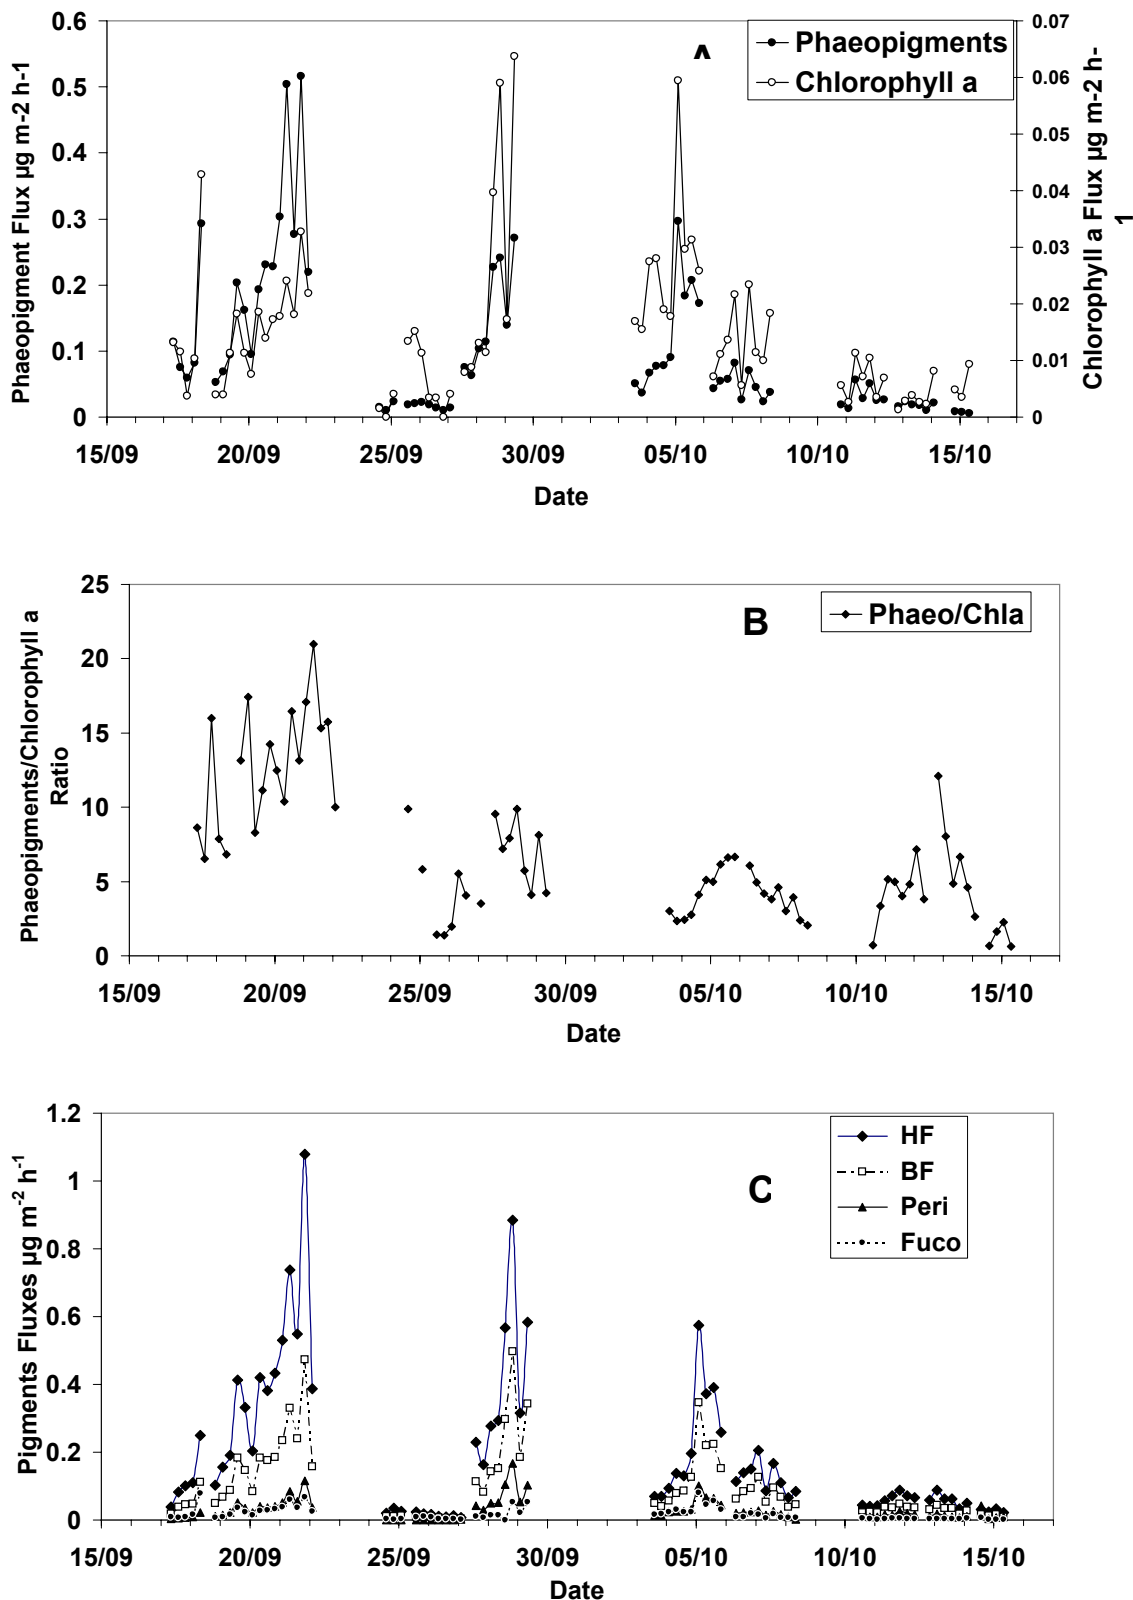 Phaeopigment Flux µg m-2 h-1
0.6
0.5
0.4
0.3
0.2
0.1
0
A
Phaeopigments
Chlorophyll a
0.07
0.06
0.05
0.04
0.03
0.02
0.01
0
Chlorophyll a Flux µg m-2 h-
1
15/09 20/09 25/09 30/09 05/10 10/10 15/10
Date
Phaeopigments/Chlorophyll a
Ratio
25
20
15
10
5
0
B
Phaeo/Chla
15/09 20/09 25/09 30/09 05/10 10/10 15/10
Date
Pigments Fluxes µg m-2 h-1
1.2
1
0.8
0.6
0.4
0.2
0
C
HF
BF
Peri
Fuco
15/09 20/09 25/09 30/09 05/10 10/10 15/10
Date